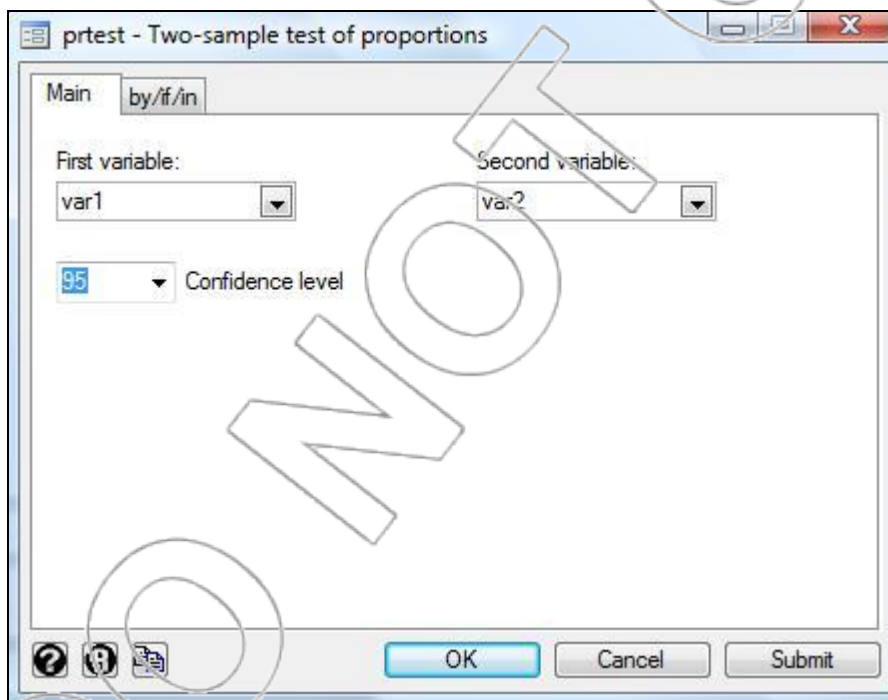 prtest - Two-sample test of proportions
Main
by/if/in
First variable:
Second variable:
var1
var2
95
Confidence level
OK
Cancel
Submit
O NOT